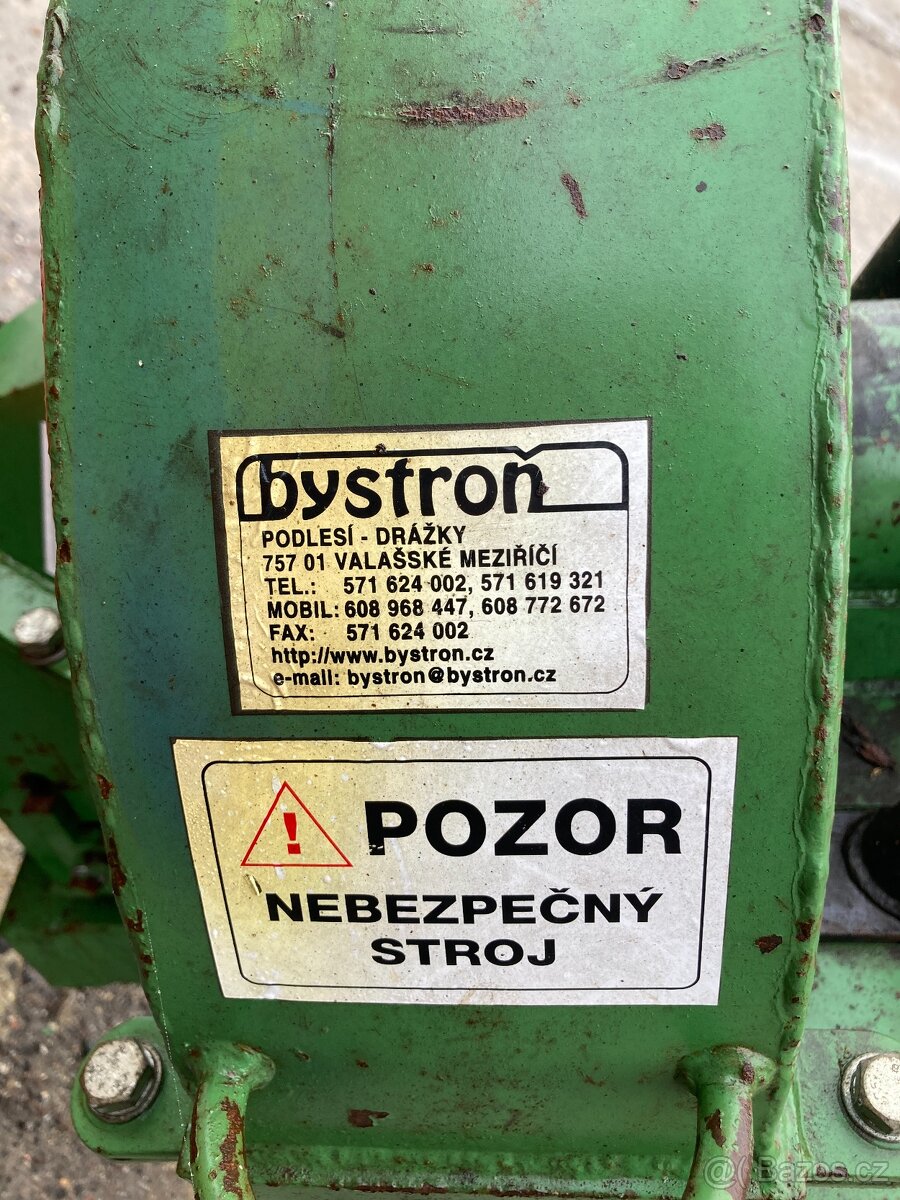 bystron
PODLESÍ - DRÁŽKY
757 01 VALAŠSKÉ MEZIŘÍČÍ
TEL.: 571 624 002, 571 619 321
MOBIL: 608 968 447, 608 772 672
FAX: 571 624 002
http://www.bystron.cz
e-mail: bystron@bystron.cz
! POZOR
NEBEZPEČNÝ
STROJ
@ Bazos.cz